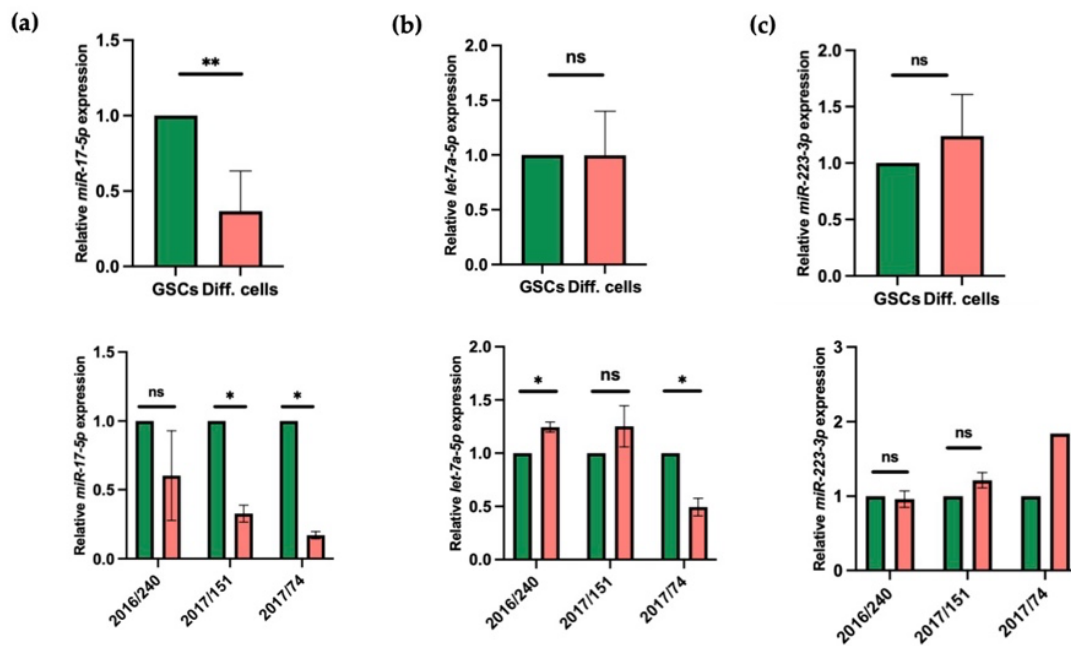 (a)
Relative miR-17-5p expression
1.5
1.0
0.5
0.0
**
GSCs Diff. cells
(b)
Relative let-7a-5p expression
2.0
1.5
1.0
0.5
0.0
ns
GSCs Diff. cells
(c)
Relative miR-223-3p expression
2.0
1.5
1.0
0.5
0.0
ns
GSCs Diff. cells
Relative miR-17-5p expression
1.5
1.0
0.5
0.0
ns
*
*
2016/240
2017/151
2017/74
Relative let-7a-5p expression
2.0
1.5
1.0
0.5
0.0
*
ns
*
2016/240
2017/151
2017/74
Relative miR-223-3p expression
3
2
1
0
ns
ns
2016/240
2017/151
2017/74